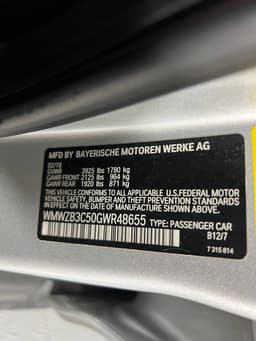 MFD BY BAYERISCHE MOTOREN WERKE AG
02/16
GVWR 3925 lbs 1780 kg
GAWR FRONT 2125 lbs 964 kg
GAWR REAR 1920 lbs 871 kg
THIS VEHICLE CONFORMS TO ALL APPLICABLE U.S.FEDERAL MOTOR
VEHICLE SAFETY, BUMPER, AND THEFT PREVENTION STANDARDS
IN EFFECT ON THE DATE OF MANUFACTURE SHOWN ABOVE.
WMWZB3C50GWR48655 TYPE: PASSENGER CAR
B12/7
7 315 814